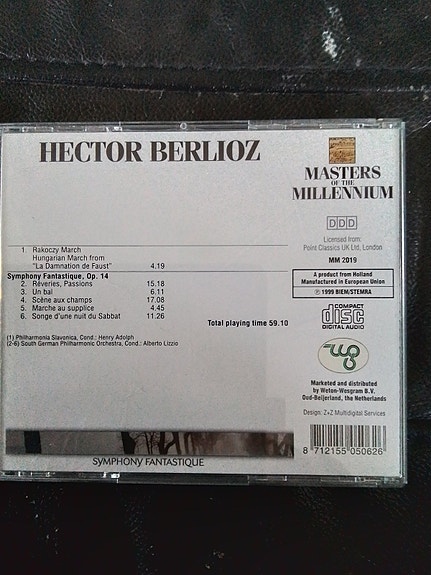 HECTOR BERLIOZ
1. Rakoczy March
Hungarian March from
"La Damnation de Faust" 4.19
Symphony Fantastique, Op. 14
2. Rêveries, Passions 15.18
3. Un bal 6.11
4. Scène aux champs 17.08
5. Marche au supplice 4.45
6. Songe d'une nuit du Sabbat 11.26
Total playing time 59.10
(1) Philharmonia Slavonica, Cond.: Henry Adolph
(2-6) South German Philharmonic Orchestra, Cond.: Alberto Lizzio
SYMPHONY FANTASTIQUE
MASTERS
OF THE
MILLENNIUM
DDD
Licensed from:
Point Classics UK Ltd, London
MM 2019
A product from Holland
Manufactured in European Union
℗ 1999 BIEM/STEMRA
COMPACT
disc
DIGITAL AUDIO
WG
Marketed and distributed
by Weton-Wesgram B.V.
Oud-Beijerland, the Netherlands
Design: Z+Z Multidigital Services
8 712155 050626